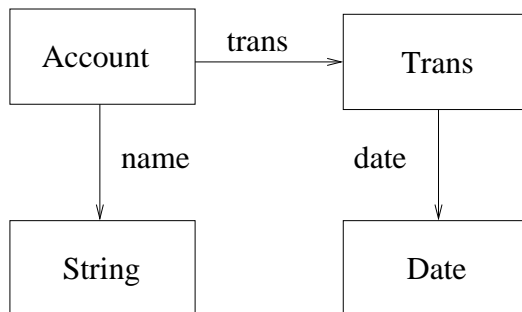 Account
trans
Trans
name
date
String
Date